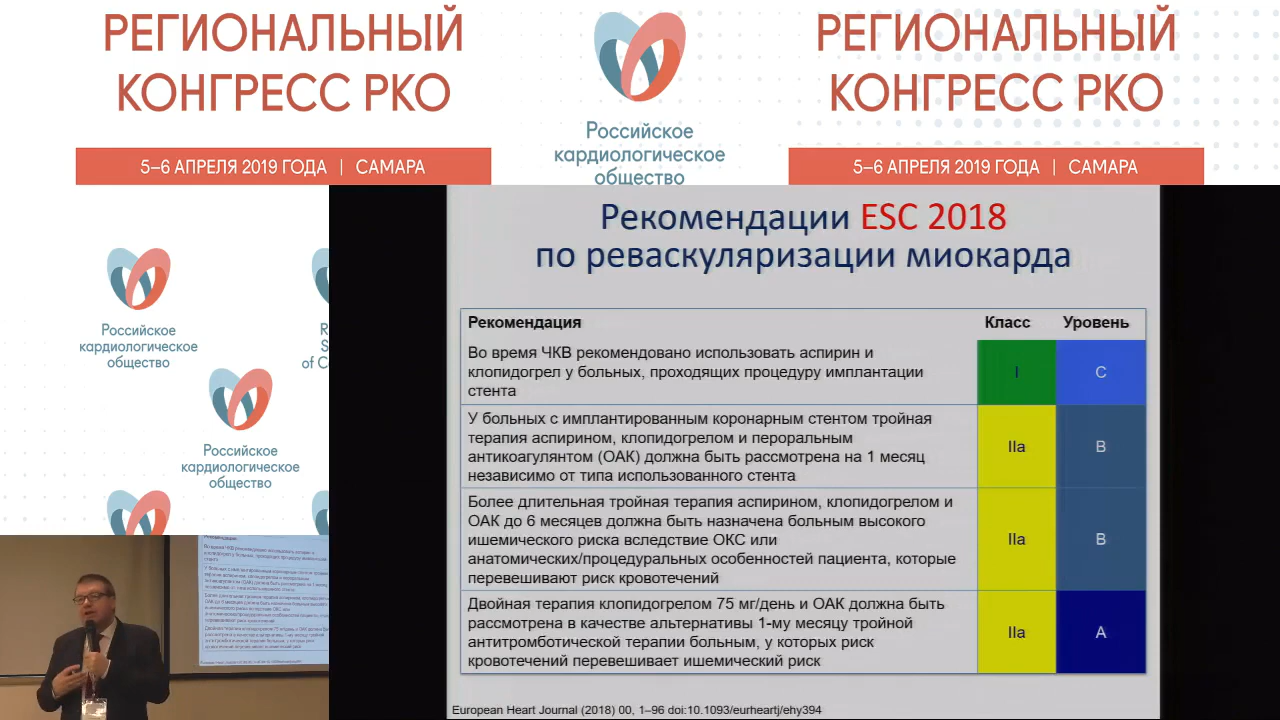 РЕГИОНАЛЬНЫЙ
КОНГРЕСС РКО
5–6 АПРЕЛЯ 2019 ГОДА | САМАРА
Российское
кардиологическое
общество
РЕГИОНАЛЬНЫЙ
КОНГРЕСС РКО
5–6 АПРЕЛЯ 2019 ГОДА | САМАРА
Российское
кардиологическое
общество
R
S
of C
Российское
кардиологическое
общество
Рекомендации ESC 2018
по реваскуляризации миокарда
Рекомендация Класс Уровень
Во время ЧКВ рекомендовано использовать аспирин и
клопидогрел у больных, проходящих процедуру имплантации
стента
I C
У больных с имплантированным коронарным стентом тройная
терапия аспирином, клопидогрелом и пероральным
антикоагулянтом (ОАК) должна быть рассмотрена на 1 месяц
независимо от типа использованного стента
IIa B
Более длительная тройная терапия аспирином, клопидогрелом и
ОАК до 6 месяцев должна быть назначена больным высокого
ишемического риска вследствие ОКС или
анатомических/процедурных особенностей пациента, которые
перевешивают риск кровотечений
IIa B
Двойная терапия клопидогрелом 75 мг/день и ОАК должна быть
рассмотрена в качестве альтернативы 1-му месяцу тройной
антитромботической терапии больным, у которых риск
кровотечений перевешивает ишемический риск
IIa A
European Heart Journal (2018) 00, 1–96 doi:10.1093/eurheartj/ehy394